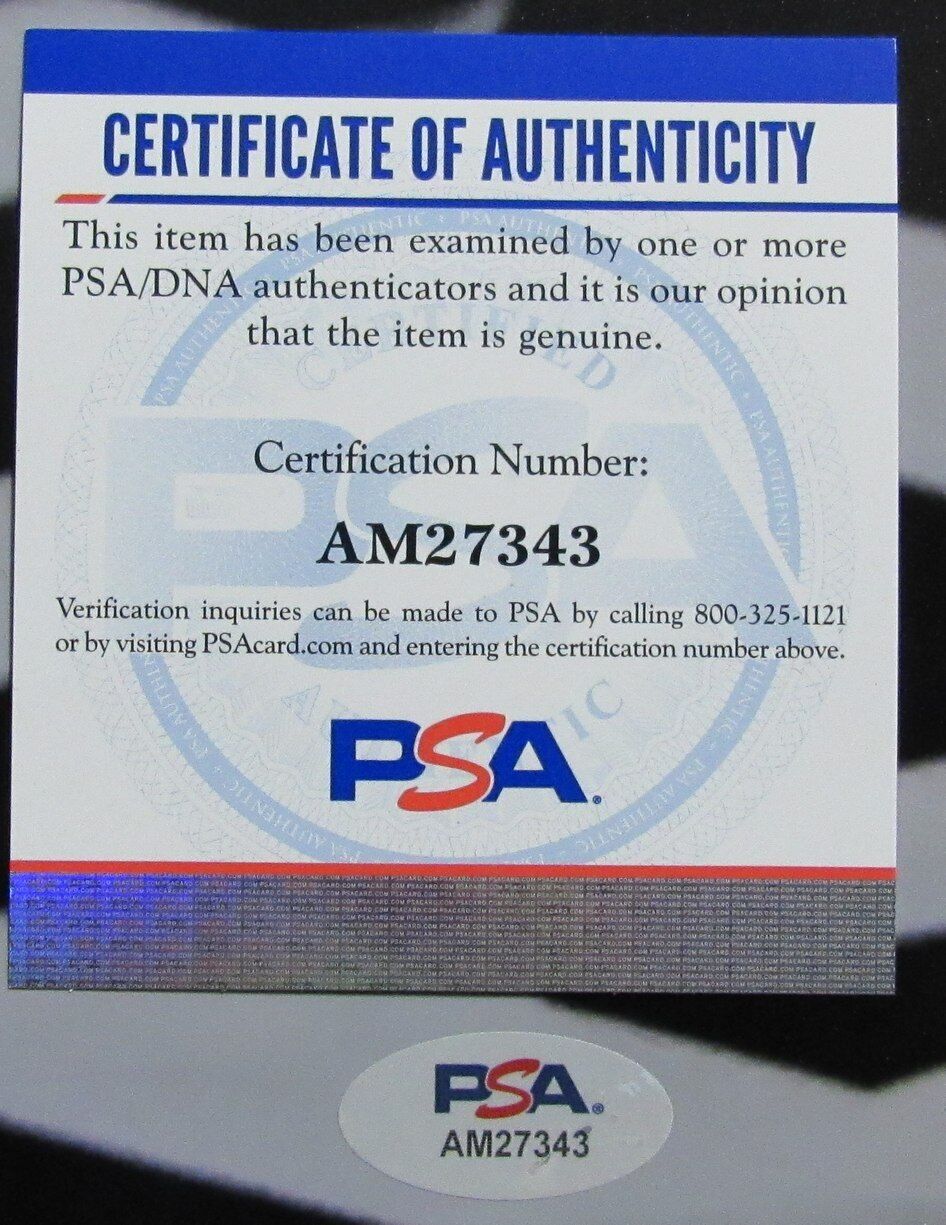 CERTIFICATE OF AUTHENTICITY
This item has been examined by one or more
PSA/DNA authenticators and it is our opinion
that the item is genuine.
Certification Number:
AM27343
Verification inquiries can be made to PSA by calling 800-325-1121
or by visiting PSAcard.com and entering the certification number above.
PSA®
PSA®
AM27343